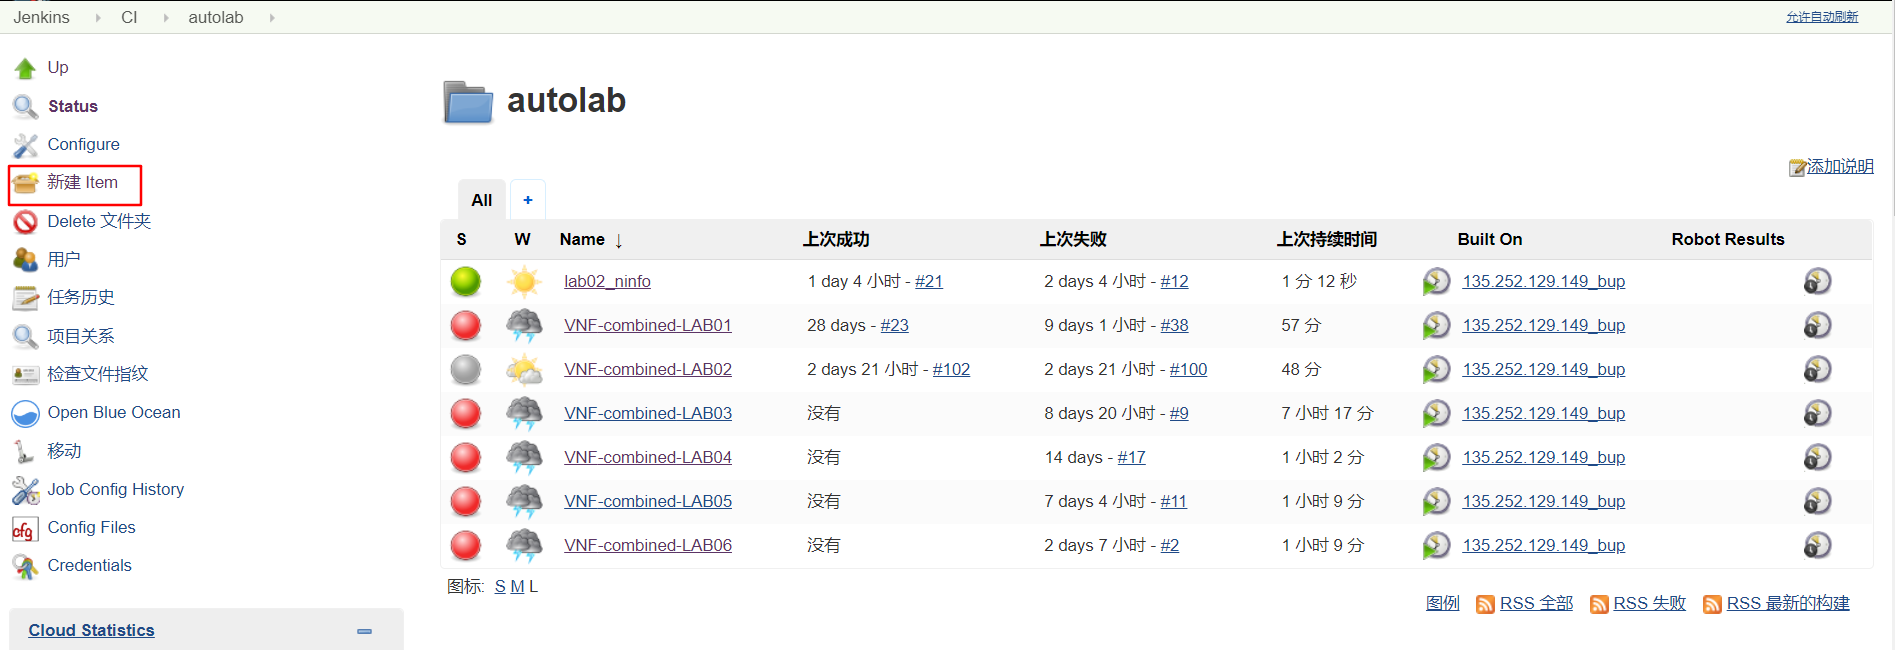 Jenkins CI autolab 允许自动刷新
Up
Status
Configure
新建 Item
Delete 文件夹
用户
任务历史
项目关系
检查文件指纹
Open Blue Ocean
移动
Job Config History
cfg Config Files
Credentials
Cloud Statistics
autolab
添加说明
All +
S W Name ↓ 上次成功 上次失败 上次持续时间 Built On Robot Results
lab02_ninfo 1 day 4 小时 - #21 2 days 4 小时 - #12 1 分 12 秒 135.252.129.149_bup
VNF-combined-LAB01 28 days - #23 9 days 1 小时 - #38 57 分 135.252.129.149_bup
VNF-combined-LAB02 2 days 21 小时 - #102 2 days 21 小时 - #100 48 分 135.252.129.149_bup
VNF-combined-LAB03 没有 8 days 20 小时 - #9 7 小时 17 分 135.252.129.149_bup
VNF-combined-LAB04 没有 14 days - #17 1 小时 2 分 135.252.129.149_bup
VNF-combined-LAB05 没有 7 days 4 小时 - #11 1 小时 9 分 135.252.129.149_bup
VNF-combined-LAB06 没有 2 days 7 小时 - #2 1 小时 9 分 135.252.129.149_bup
图标: S M L
图例 RSS 全部 RSS 失败 RSS 最新的构建